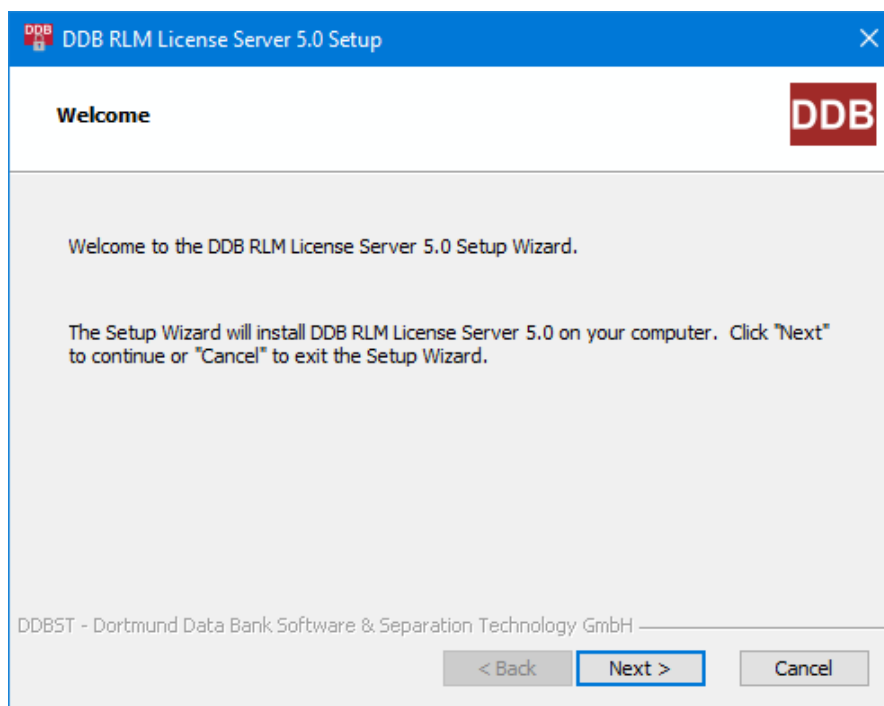 DDB
DDB RLM License Server 5.0 Setup
Welcome
DDB
Welcome to the DDB RLM License Server 5.0 Setup Wizard.
The Setup Wizard will install DDB RLM License Server 5.0 on your computer.  Click "Next"
to continue or "Cancel" to exit the Setup Wizard.
DDBST - Dortmund Data Bank Software & Separation Technology GmbH
< Back
Next >
Cancel